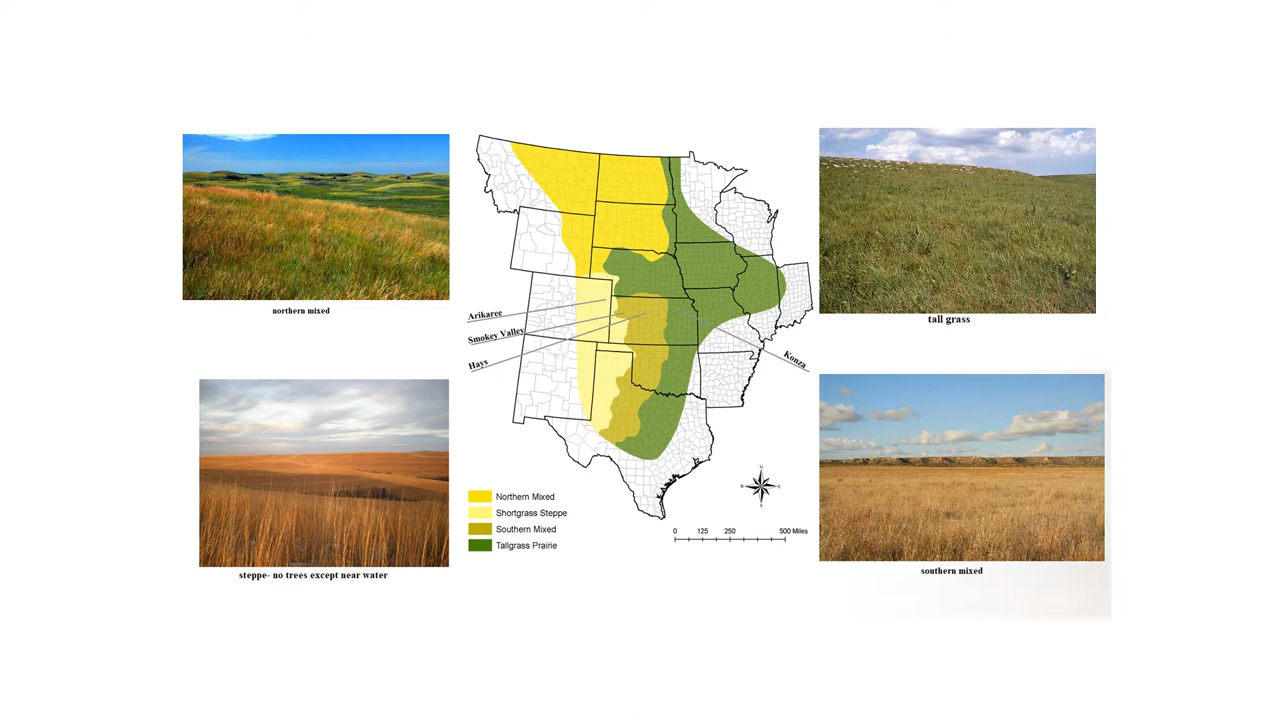 northern mixed
tall grass
Arikaree
Smokey Valley
Hays
Konza
N
W
E
S
Northern Mixed
Shortgrass Steppe
Southern Mixed
Tallgrass Prairie
0 125 250 500 Miles
steppe- no trees except near water
southern mixed